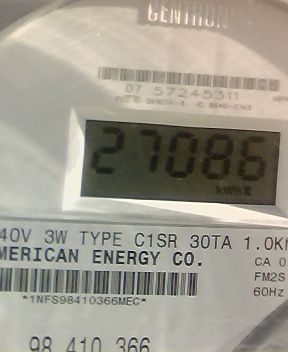 CENTRON
07 57245311
27086
kWh
40V 3W TYPE C1SR 30TA 1.0K
MERICAN ENERGY CO.
CA 0
FM2S
60Hz
*1NFS98410366MEC*
98 410 366